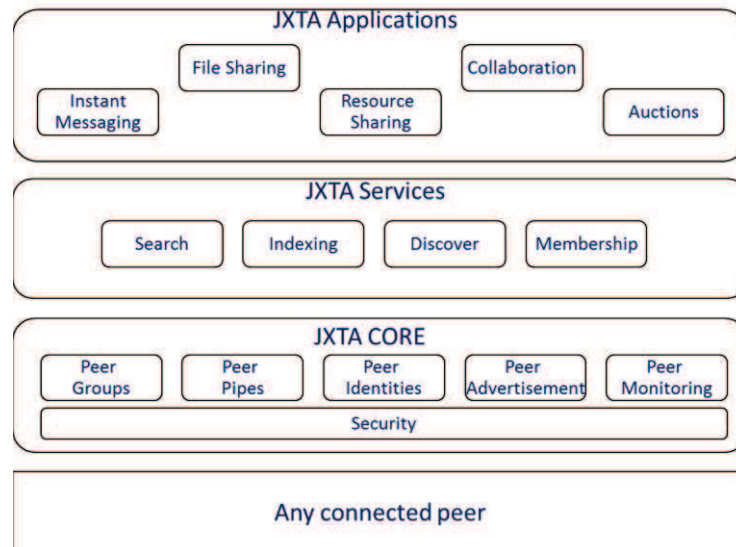 JXTA Applications
File Sharing
Collaboration
Instant
Messaging
Resource
Sharing
Auctions
JXTA Services
Search
Indexing
Discover
Membership
JXTA CORE
Peer
Groups
Peer
Pipes
Peer
Identities
Peer
Advertisement
Peer
Monitoring
Security
Any connected peer